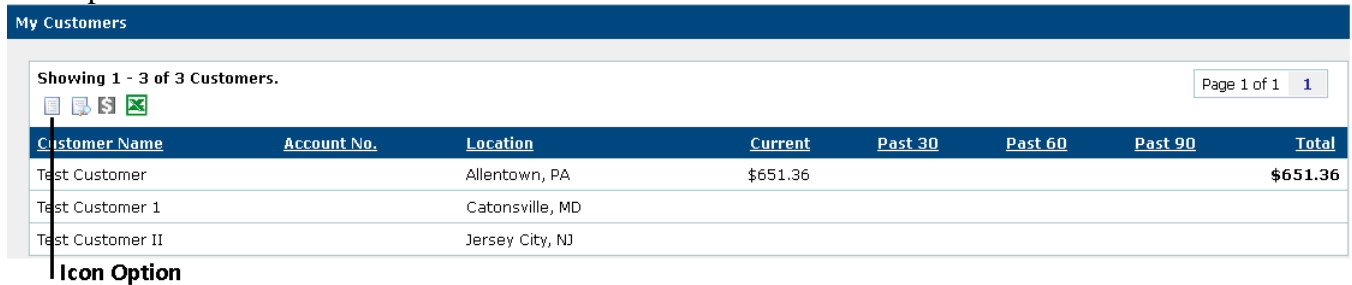 My Customers
Showing 1 - 3 of 3 Customers.
Page 1 of 1 1
Customer Name Account No. Location Current Past 30 Past 60 Past 90 Total
Test Customer Allentown, PA $651.36 $651.36
Test Customer 1 Catonsville, MD
Test Customer II Jersey City, NJ
Icon Option